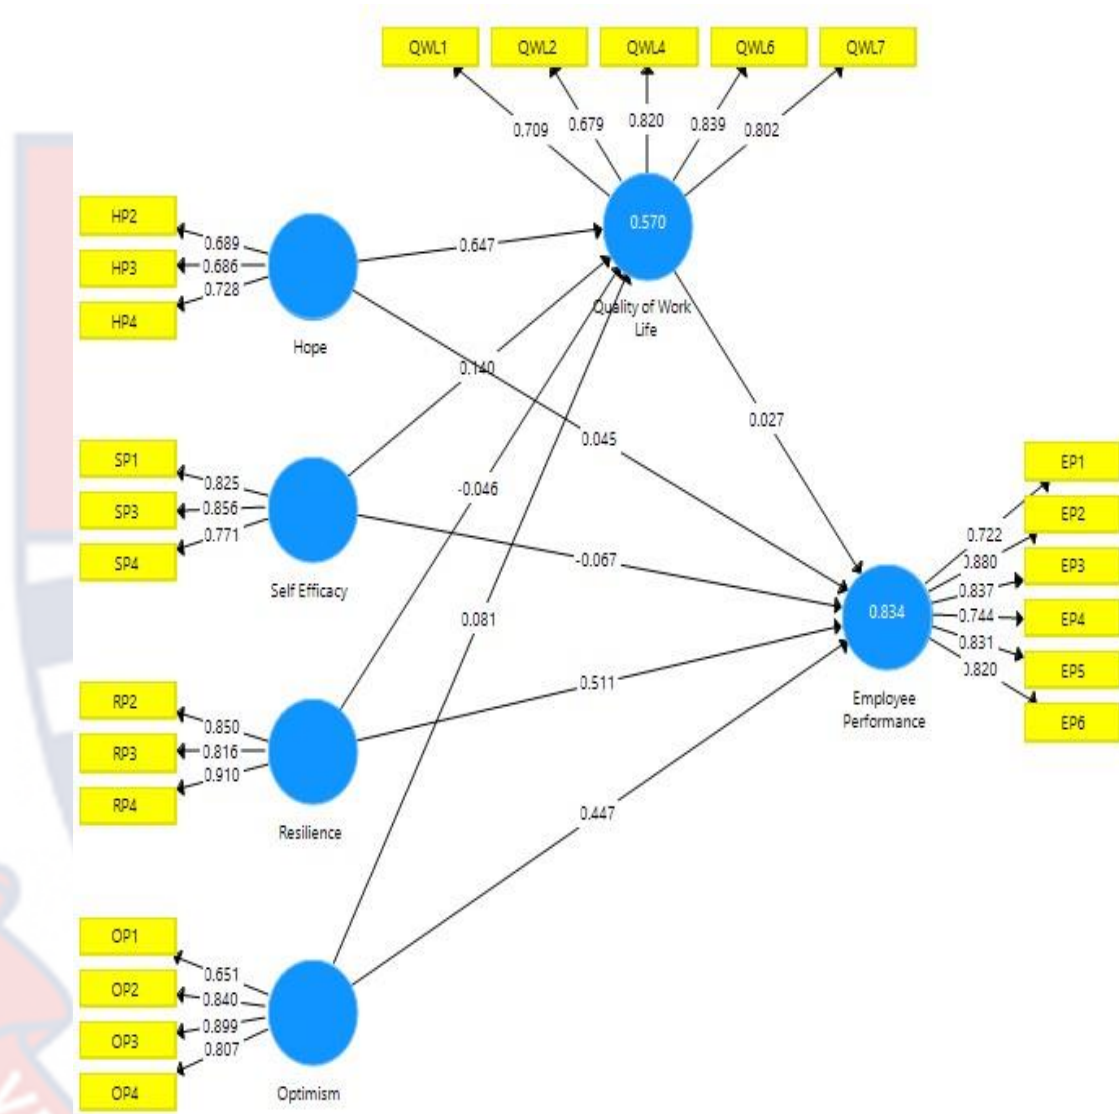 QWL1 QWL2 QWL4 QWL6 QWL7
0.709 0.679 0.820 0.839 0.802
0.570
Quality of Work
Life
HP2
HP3
HP4
0.689
0.686
0.728
Hope
0.647
0.140
0.045
-0.046
0.027
SP1
SP3
SP4
0.825
0.856
0.771
Self Efficacy
-0.067
0.081
0.511
RP2
RP3
RP4
0.850
0.816
0.910
Resilience
0.447
OP1
OP2
OP3
OP4
0.651
0.840
0.899
0.807
Optimism
0.834
Employee
Performance
0.722
0.880
0.837
0.744
0.831
0.820
EP1
EP2
EP3
EP4
EP5
EP6